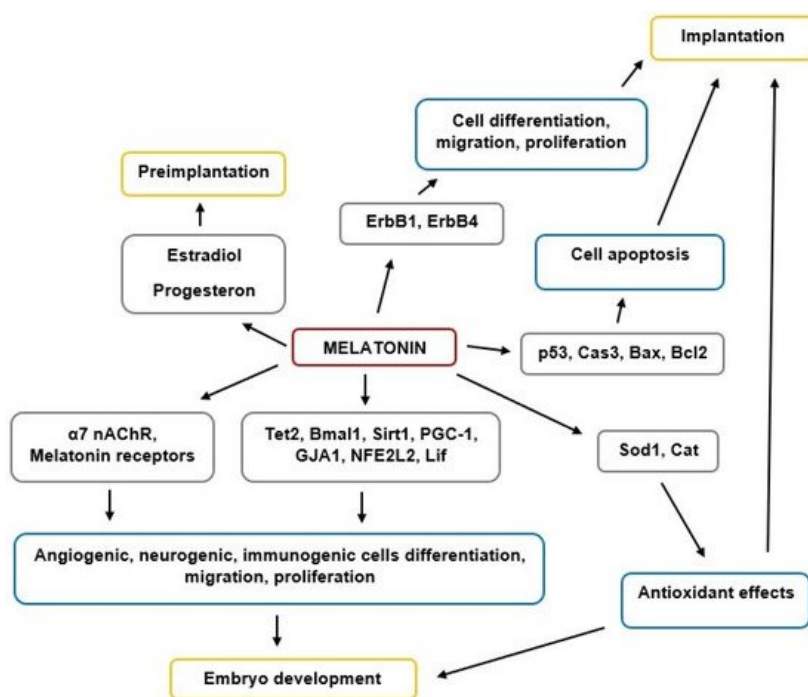 Implantation
Cell differentiation,
migration, proliferation
Preimplantation
ErbB1, ErbB4
Estradiol
Progesteron
Cell apoptosis
MELATONIN
p53, Cas3, Bax, Bcl2
α7 nAChR,
Melatonin receptors
Tet2, Bmal1, Sirt1, PGC-1,
GJA1, NFE2L2, Lif
Sod1, Cat
Angiogenic, neurogenic, immunogenic cells differentiation,
migration, proliferation
Antioxidant effects
Embryo development